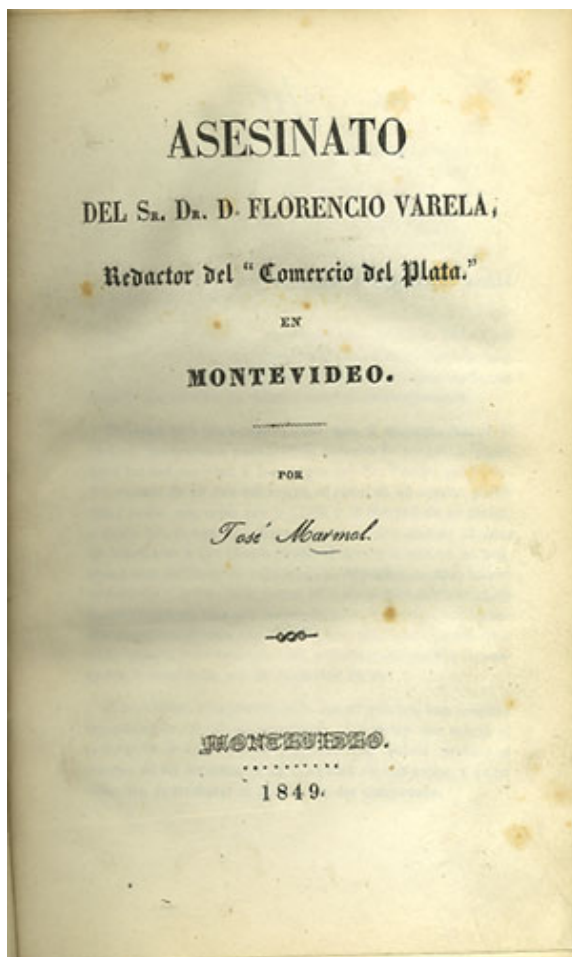 ASESINATO
DEL SR. DR. D. FLORENCIO VARELA,
Redactor del "Comercio del Plata."
EN
MONTEVIDEO.
POR
José Marmol.
MONTEVIDEO.
1849.